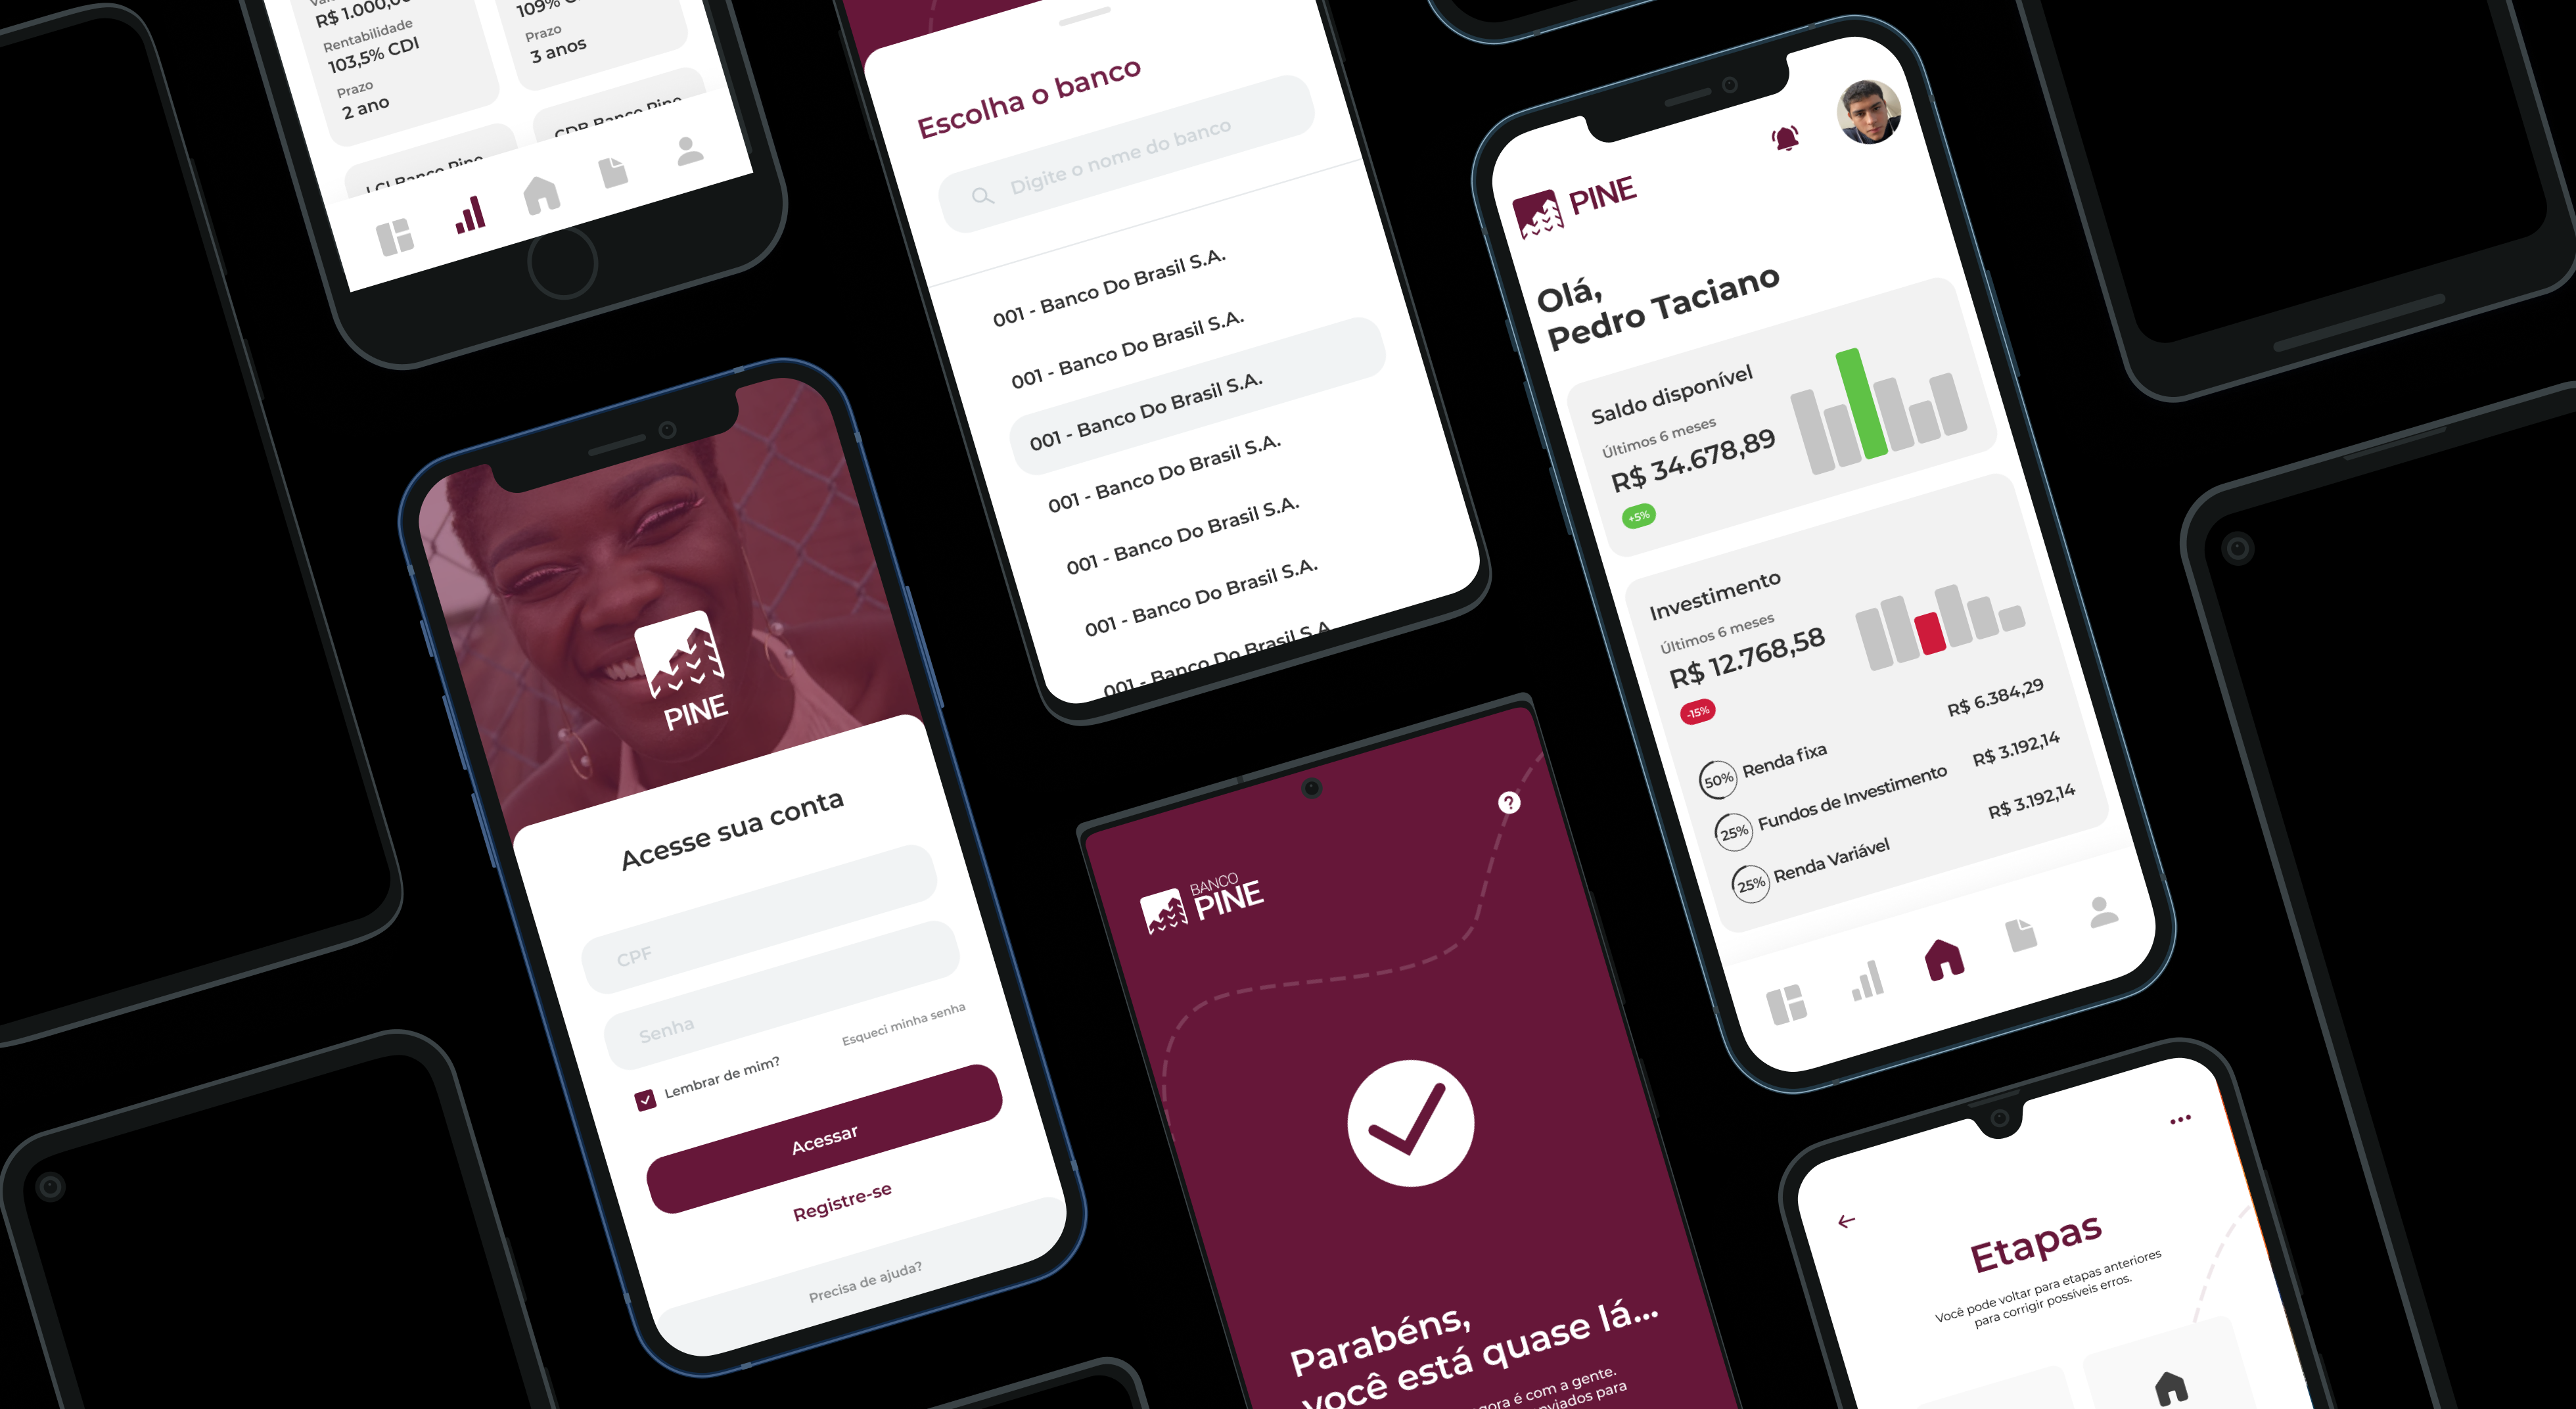 R$ 1.000,00
Rentabilidade
103,5% CDI
Prazo
2 ano
109%
Prazo
3 anos
LCI Banco Pine
CDB Banco Pine
Escolha o banco
Digite o nome do banco
001 - Banco Do Brasil S.A.
001 - Banco Do Brasil S.A.
001 - Banco Do Brasil S.A.
001 - Banco Do Brasil S.A.
001 - Banco Do Brasil S.A.
001 - Banco Do Brasil S.A.
001 - Banco Do Brasil S.A.
PINE
Olá,
Pedro Taciano
Saldo disponível
Últimos 6 meses
R$ 34.678,89
+5%
Investimento
Últimos 6 meses
R$ 12.768,58
-15%
50% Renda fixa R$ 6.384,29
25% Fundos de Investimento R$ 3.192,14
25% Renda Variável R$ 3.192,14
PINE
Acesse sua conta
CPF
Senha
Lembrar de mim? Esqueci minha senha
Acessar
Registre-se
Precisa de ajuda?
?
BANCO
PINE
Parabéns,
você está quase lá...
é com a gente.
para
Etapas
Você pode voltar para etapas anteriores
para corrigir possíveis erros.